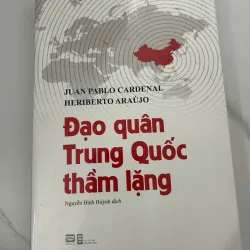 JUAN PABLO CARDENAL
HERIBERTO ARAÚJO
Đạo quân
Trung Quốc
thầm lặng
Nguyễn Đình Huỳnh dịch